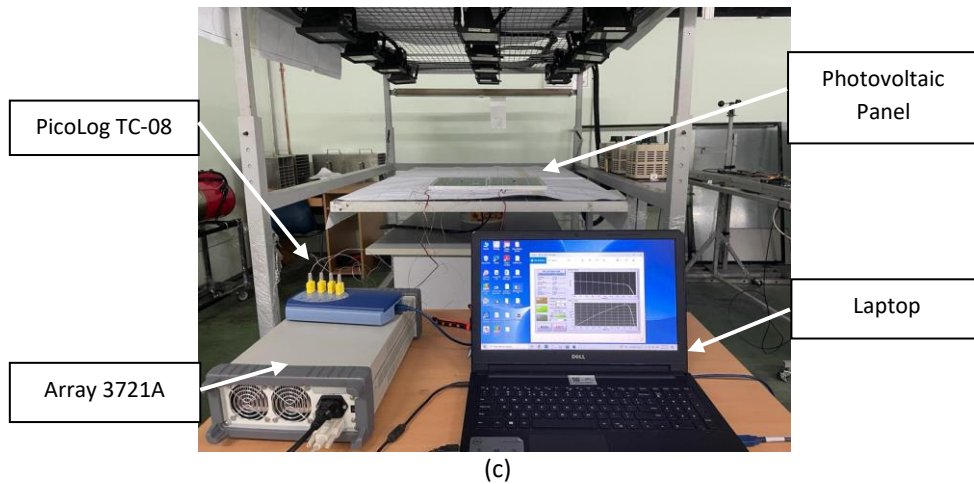 PicoLog TC-08
Photovoltaic
Panel
Laptop
Array 3721A
DELL
(c)